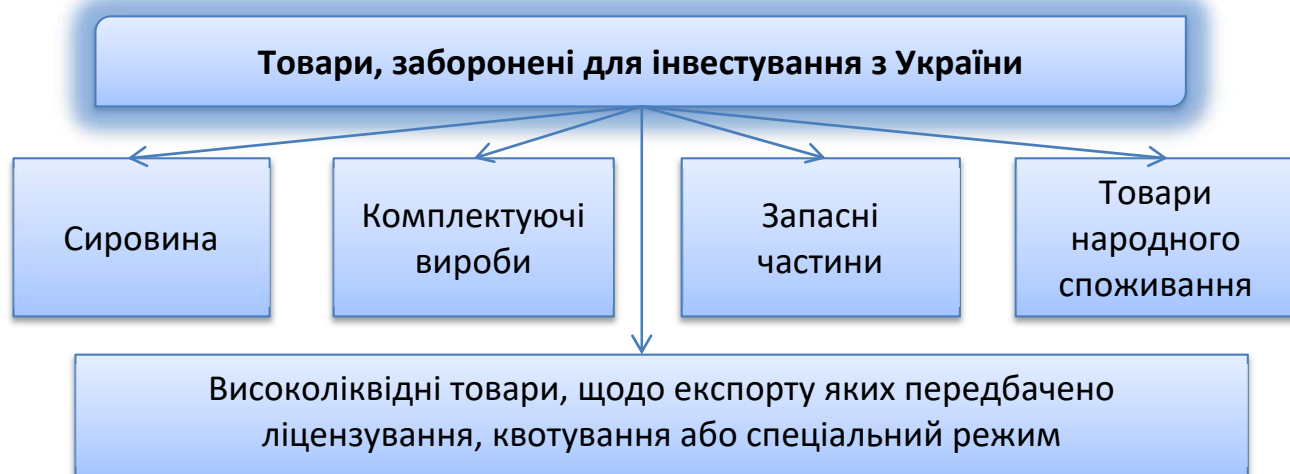 Товари, заборонені для інвестування з України
Сировина
Комплектуючі
вироби
Запасні
частини
Товари
народного
споживання
Високоліквідні товари, щодо експорту яких передбачено
ліцензування, квотування або спеціальний режим